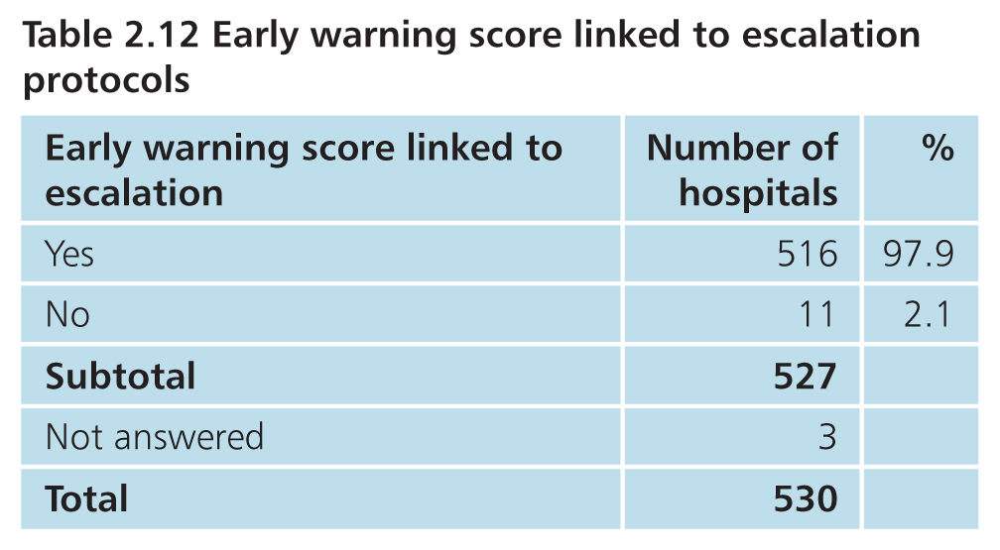 Table 2.12 Early warning score linked to escalation
protocols
Early warning score linked to escalation Number of hospitals %
Yes 516 97.9
No 11 2.1
Subtotal 527
Not answered 3
Total 530